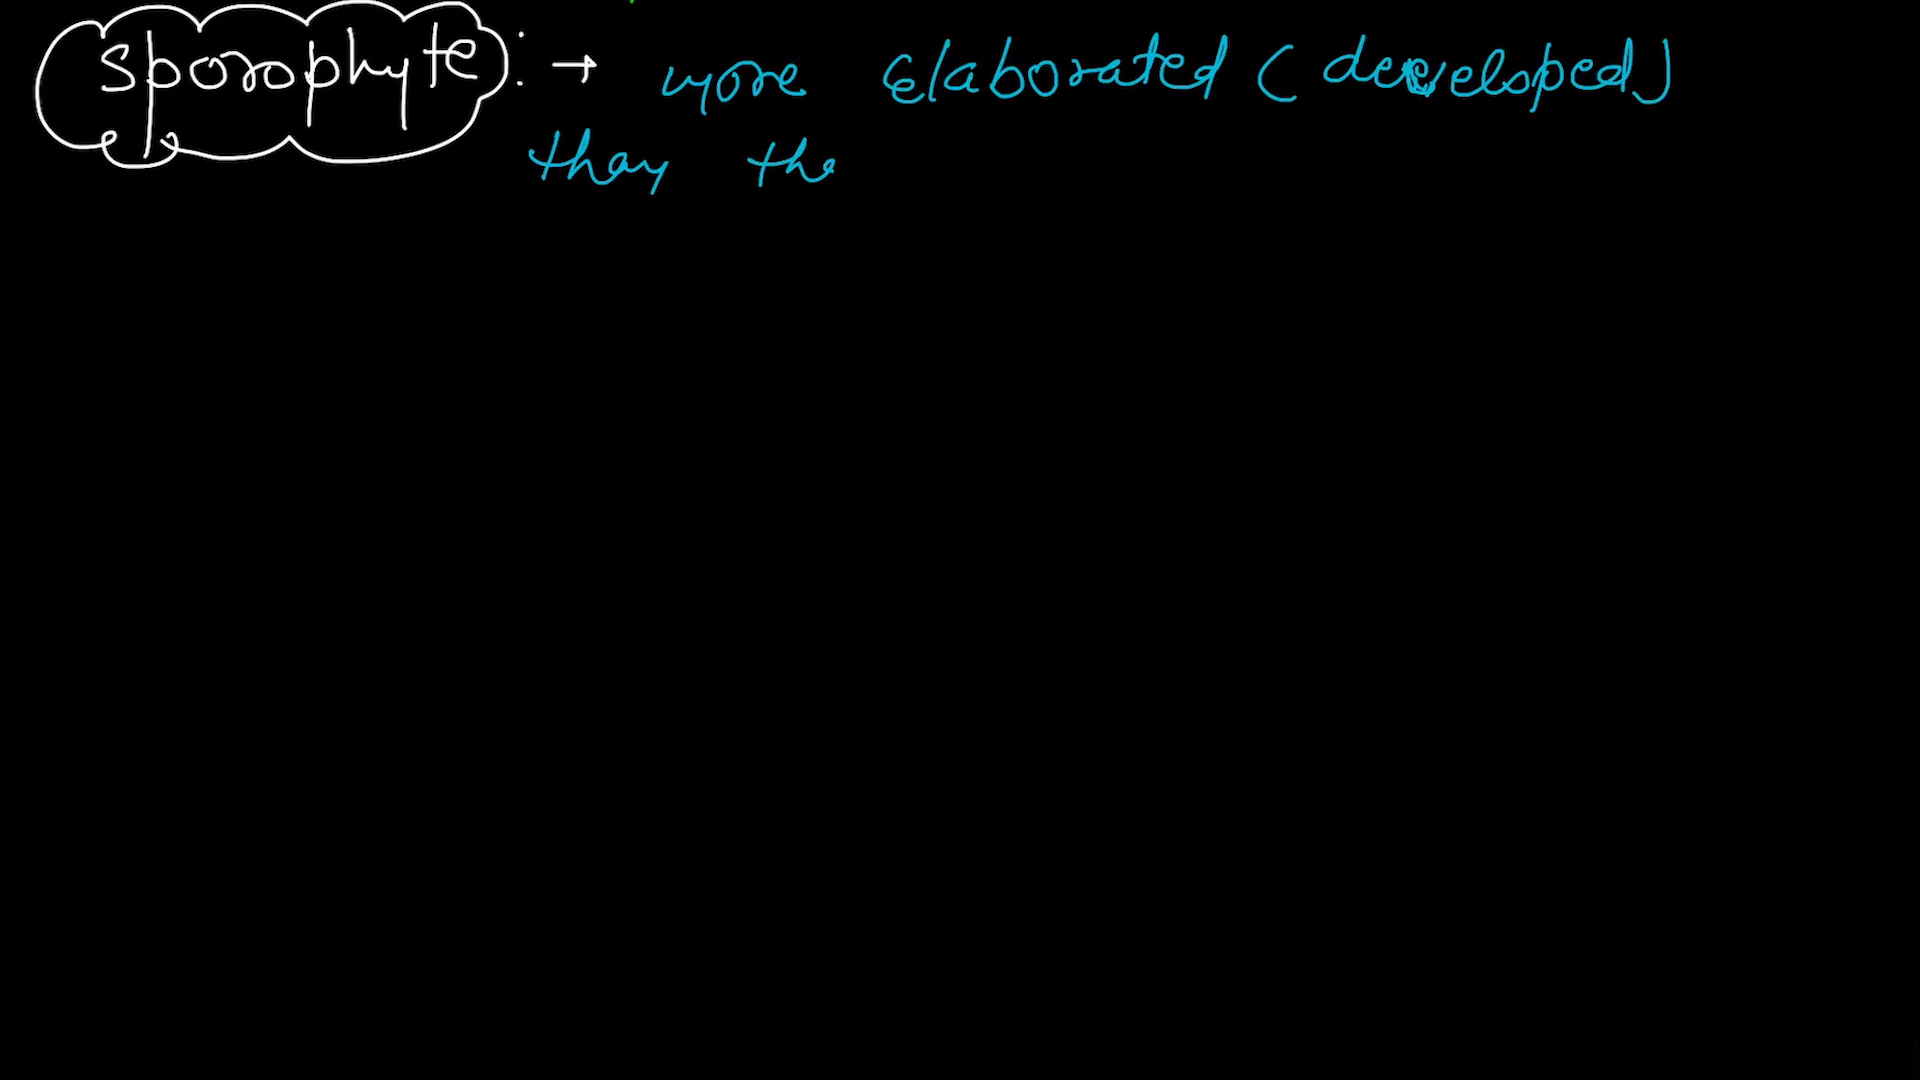 Sporophyte : → more elaborated (developed)
than the